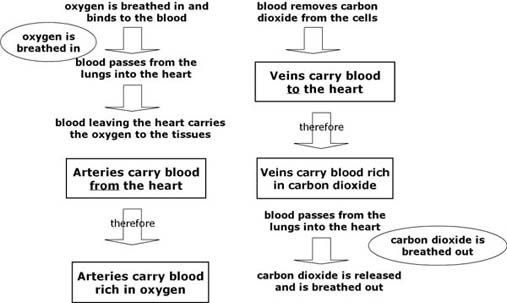 oxygen is breathed in and
binds to the blood
oxygen is
breathed in
blood passes from the
lungs into the heart
blood leaving the heart carries
the oxygen to the tissues
Arteries carry blood
from the heart
therefore
Arteries carry blood
rich in oxygen
blood removes carbon
dioxide from the cells
Veins carry blood
to the heart
therefore
Veins carry blood rich
in carbon dioxide
blood passes from the
lungs into the heart
carbon dioxide is
breathed out
carbon dioxide is released
and is breathed out